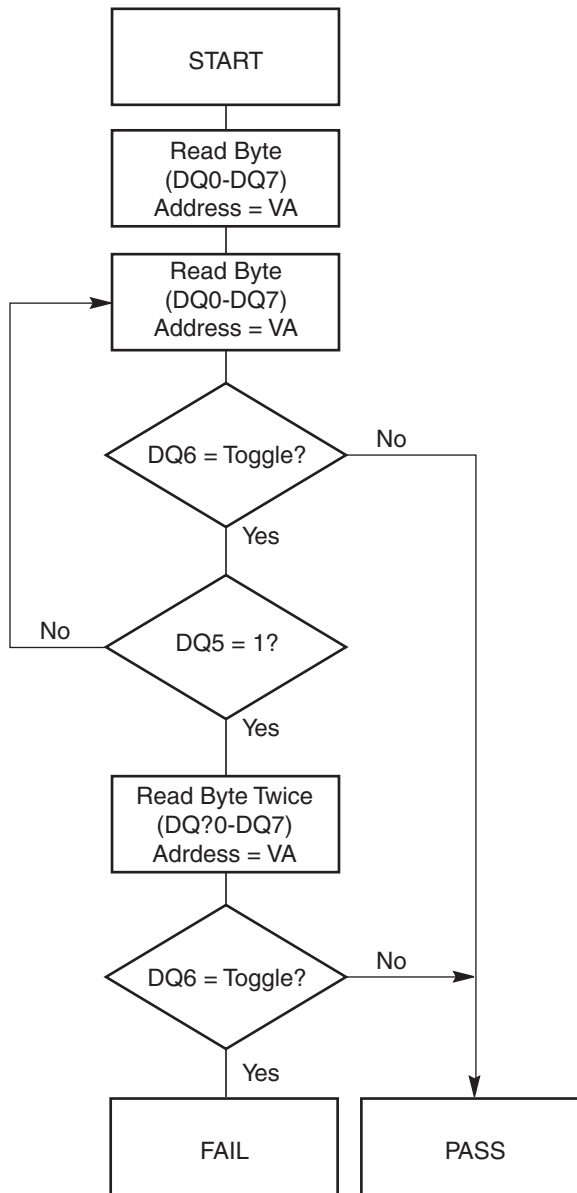 START
Read Byte
(DQ0-DQ7)
Address = VA
Read Byte
(DQ0-DQ7)
Address = VA
DQ6 = Toggle?
No
Yes
DQ5 = 1?
No
Yes
Read Byte Twice
(DQ?0-DQ7)
Adrdess = VA
DQ6 = Toggle?
No
Yes
FAIL
PASS